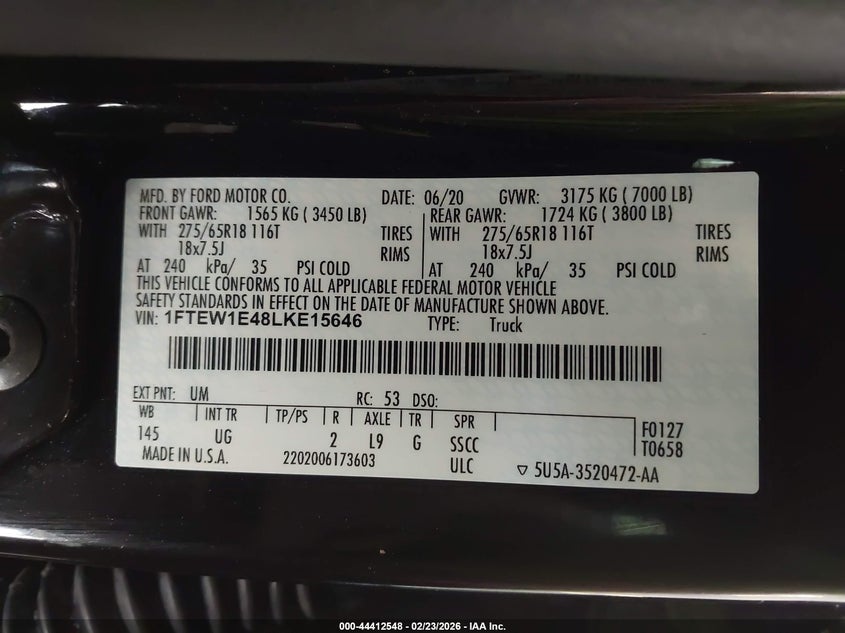 MFD. BY FORD MOTOR CO. DATE: 06/20 GVWR: 3175 KG ( 7000 LB)
FRONT GAWR: 1565 KG ( 3450 LB) REAR GAWR: 1724 KG ( 3800 LB)
WITH 275/65R18 116T TIRES WITH 275/65R18 116T TIRES
18x7.5J RIMS 18x7.5J RIMS
AT 240 kPa/ 35 PSI COLD AT 240 kPa/ 35 PSI COLD
THIS VEHICLE CONFORMS TO ALL APPLICABLE FEDERAL MOTOR VEHICLE
SAFETY STANDARDS IN EFFECT ON THE DATE OF MANUFACTURE SHOWN ABOVE.
VIN: 1FTEW1E48LKE15646 TYPE: Truck
EXT PNT: UM RC: 53 DSO:
WB INT TR TP/PS R AXLE TR SPR F0127
145 UG 2 L9 G SSCC T0658
MADE IN U.S.A. 2202006173603 ULC ▽ 5U5A-3520472-AA
000-44412548 - 02/23/2026 - IAA Inc.